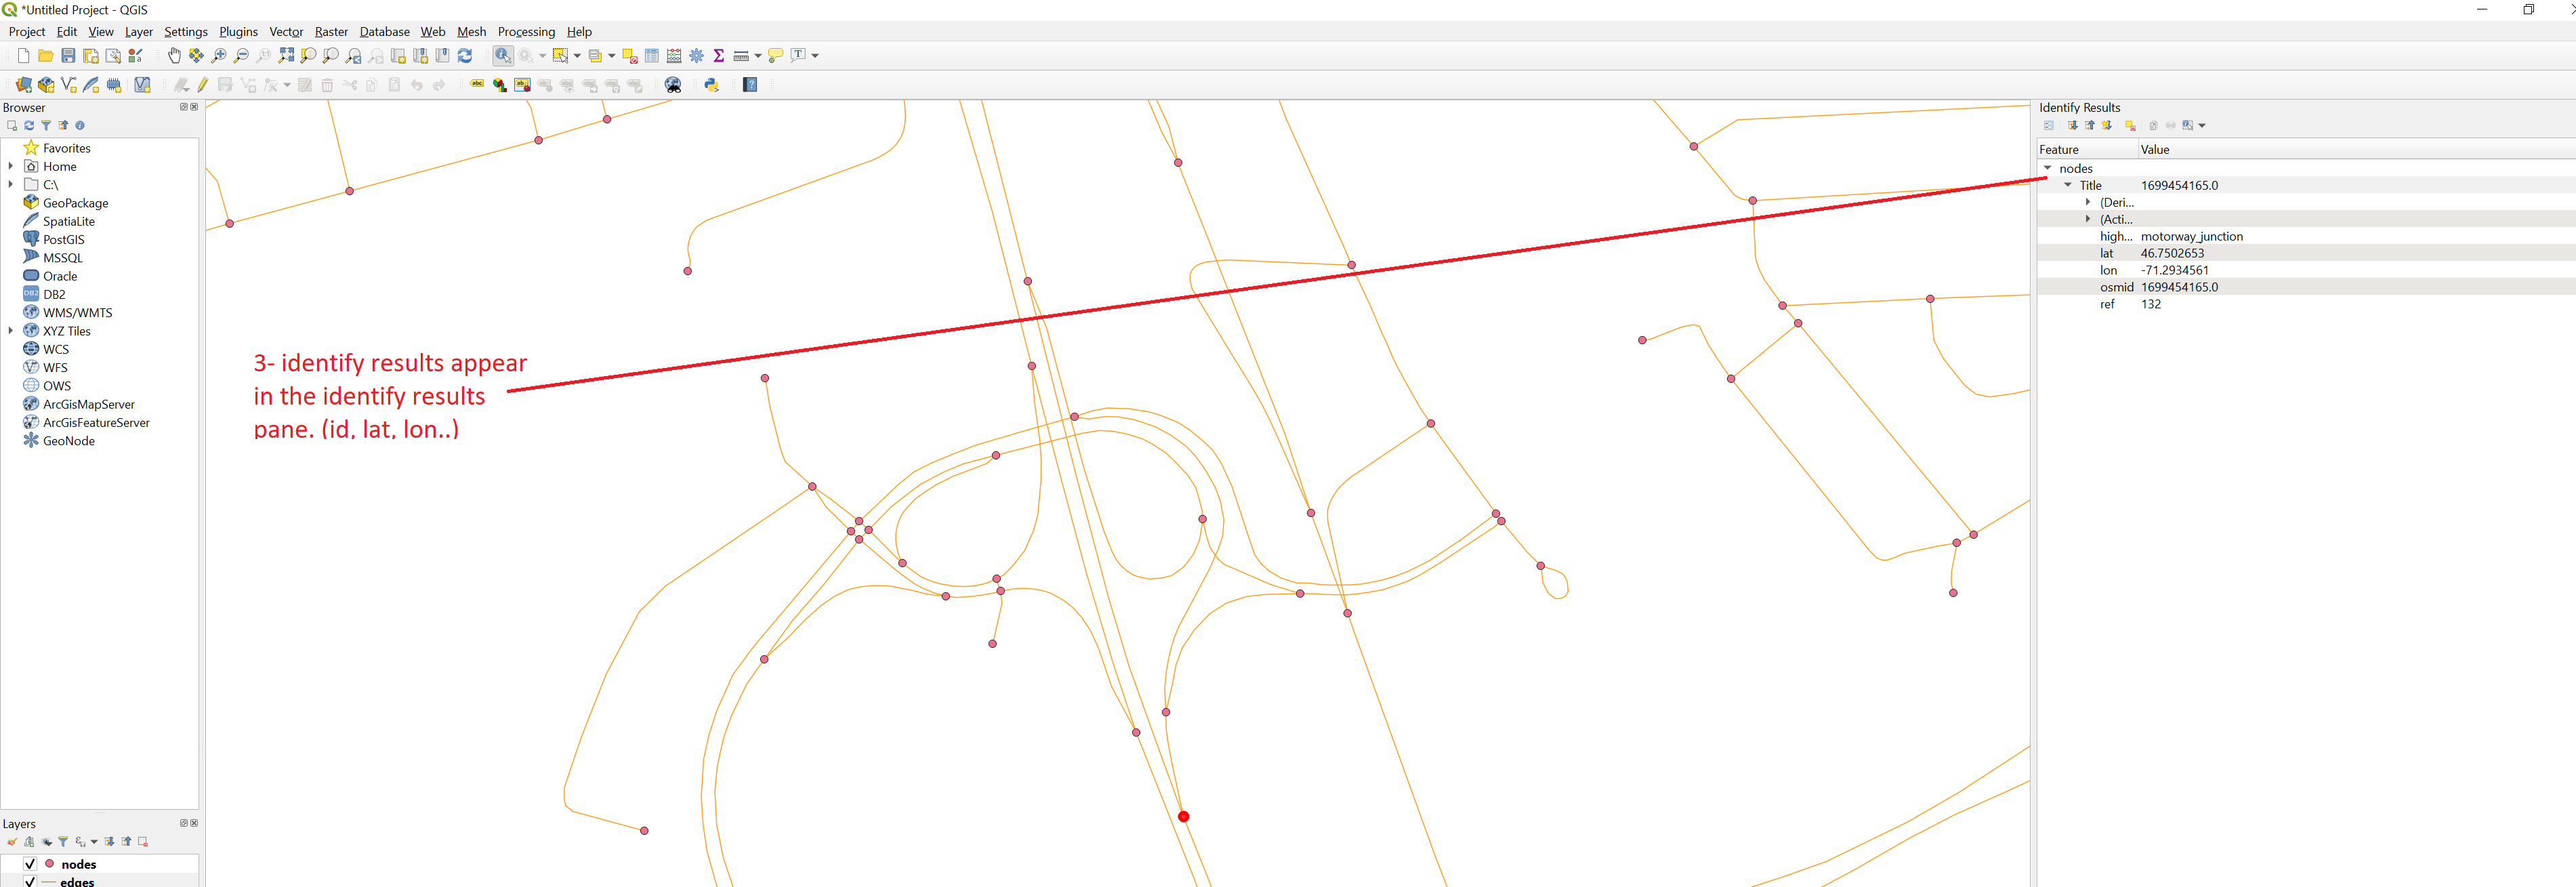 *Untitled Project - QGIS
Project Edit View Layer Settings Plugins Vector Raster Database Web Mesh Processing Help
Browser
Favorites
Home
C:\
GeoPackage
SpatiaLite
PostGIS
MSSQL
Oracle
DB2
WMS/WMTS
XYZ Tiles
WCS
WFS
OWS
ArcGisMapServer
ArcGisFeatureServer
GeoNode
Layers
nodes
edges
3- identify results appear
in the identify results
pane. (id, lat, lon..)
Identify Results
Feature Value
nodes
Title 1699454165.0
(Deri...
(Acti...
high... motorway_junction
lat 46.7502653
lon -71.2934561
osmid 1699454165.0
ref 132